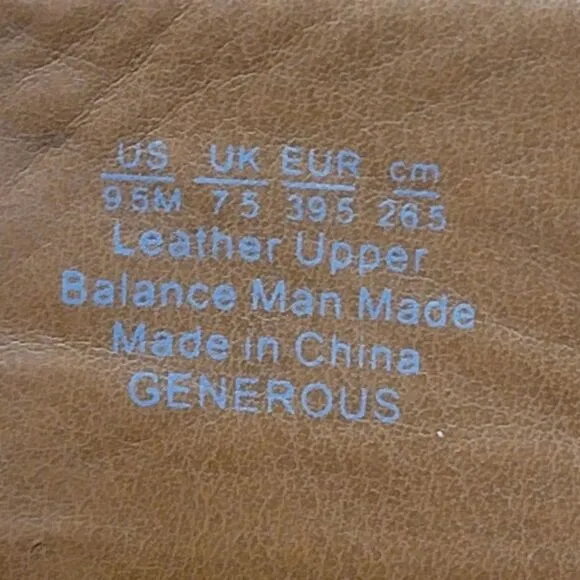 US UK EUR cm
9.5M 7.5 39.5 26.5
Leather Upper
Balance Man Made
Made in China
GENEROUS